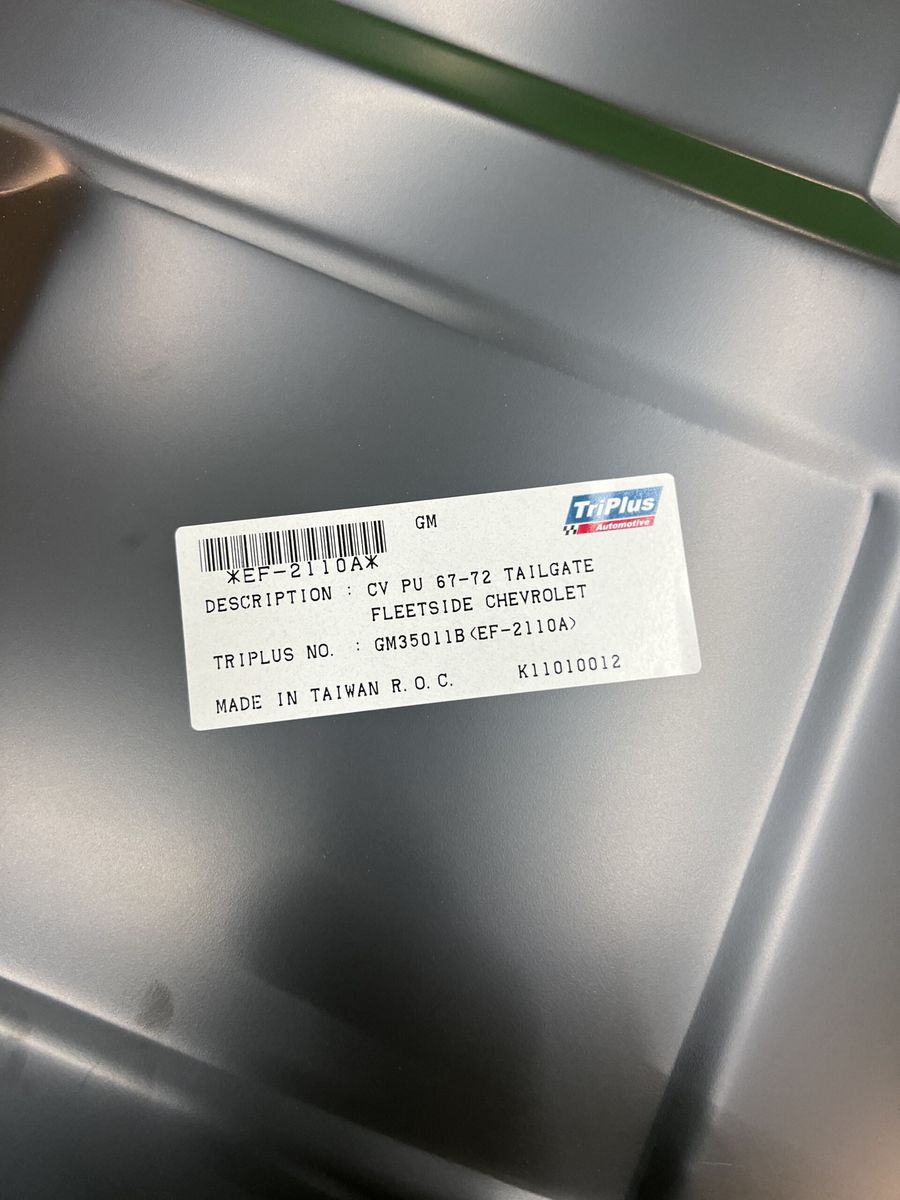 GM
TriPlus
Automotive
*EF-2110A*
DESCRIPTION : CV PU 67-72 TAILGATE
FLEETSIDE CHEVROLET
TRIPLUS NO. : GM35011B(EF-2110A)
MADE IN TAIWAN R.O.C. K11010012